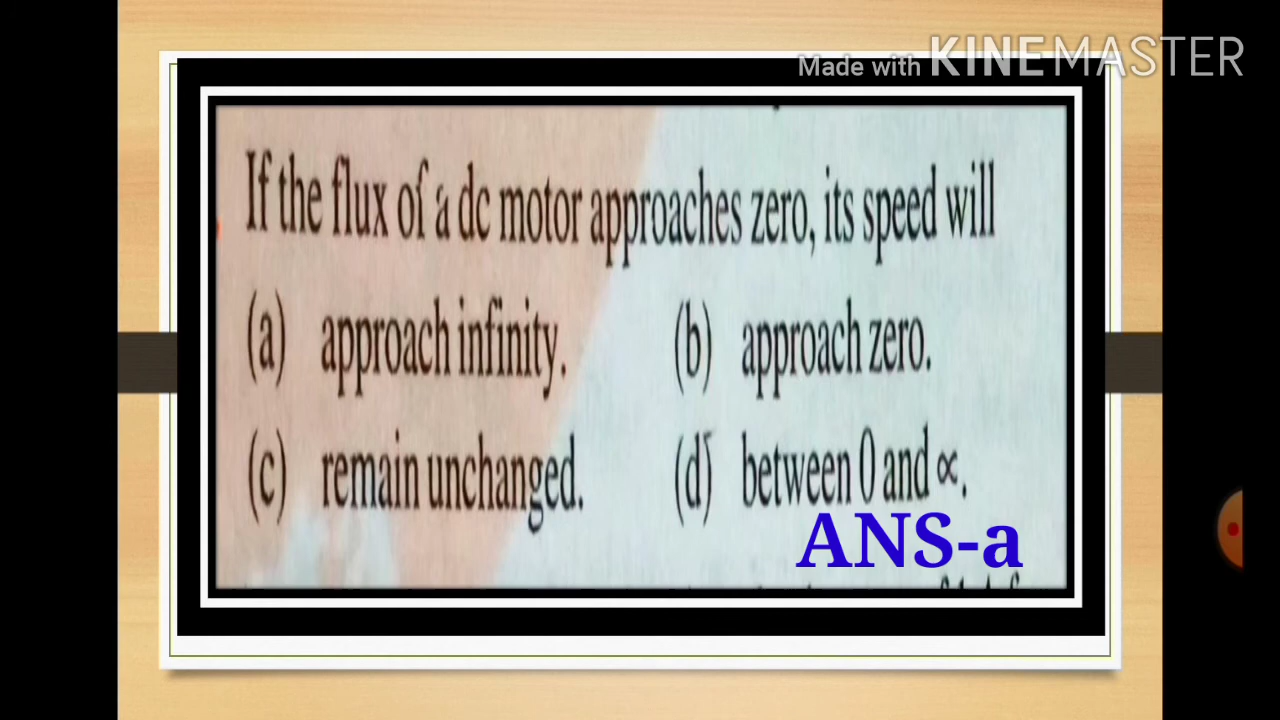 Made with KINEMASTER
If the flux of a dc motor approaches zero, its speed will
(a) approach infinity. (b) approach zero.
(c) remain unchanged. (d) between 0 and ∝.
ANS-a